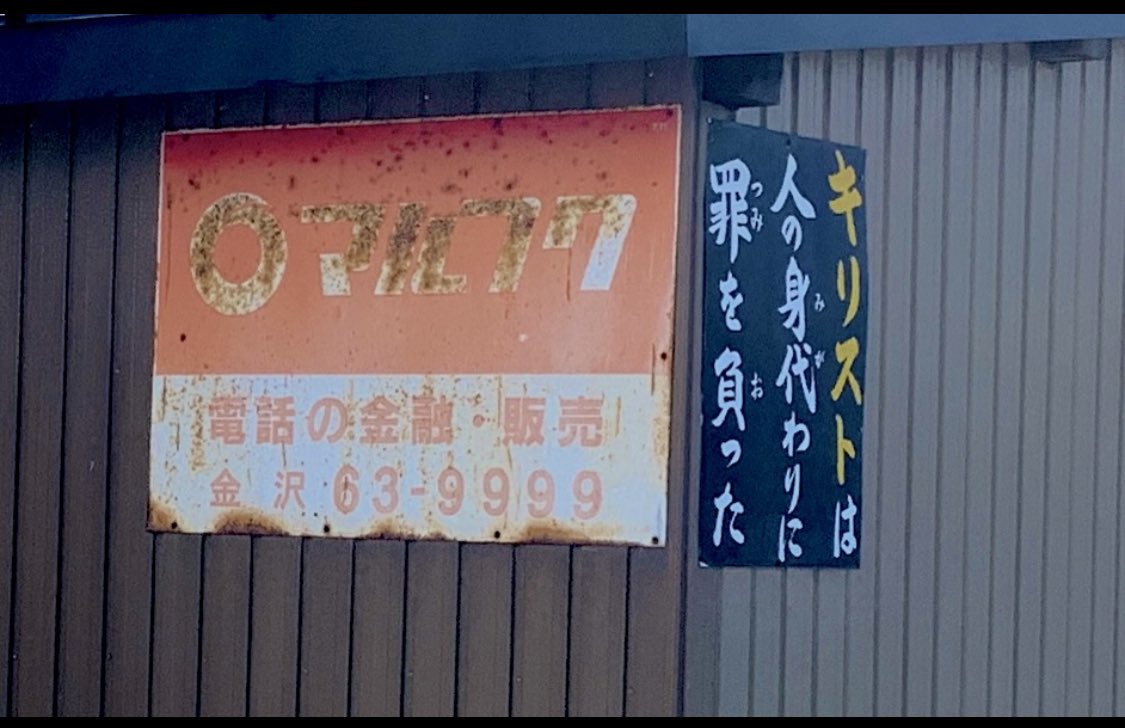 マルフク
電話の金融・販売
金沢 63-9999
キリストは
人の身代わりに
罪を負った